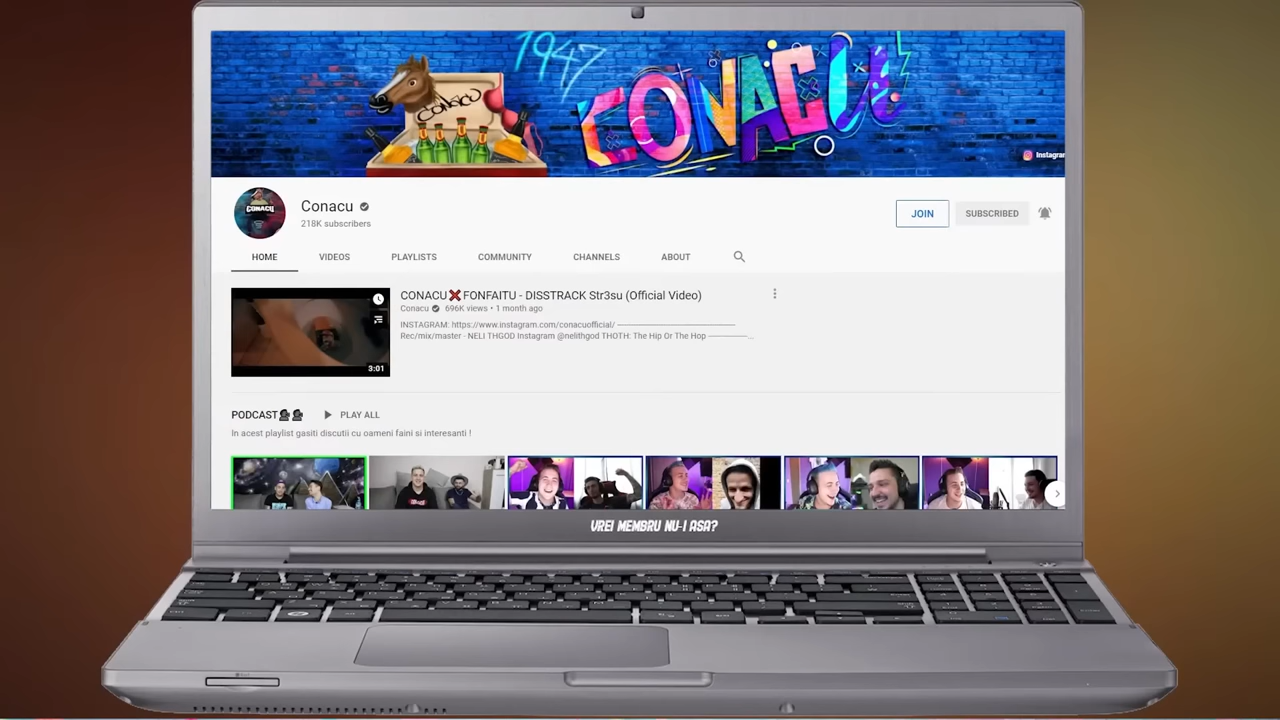 1947
CONACU
Conacu
Instagram
CONACU
Conacu
218K subscribers
JOIN
SUBSCRIBED
HOME
VIDEOS
PLAYLISTS
COMMUNITY
CHANNELS
ABOUT
CONACU❌FONFAITU - DISSTRACK Str3su (Official Video)
Conacu 696K views • 1 month ago
INSTAGRAM: https://www.instagram.com/conacuofficial/ ——————————
Rec/mix/master - NELI THGOD Instagram @nelithgod THOTH: The Hip Or The Hop ————...
3:01
PODCAST
PLAY ALL
In acest playlist gasiti discutii cu oameni faini si interesanti !
VREI MEMBRU NU-I ASA?